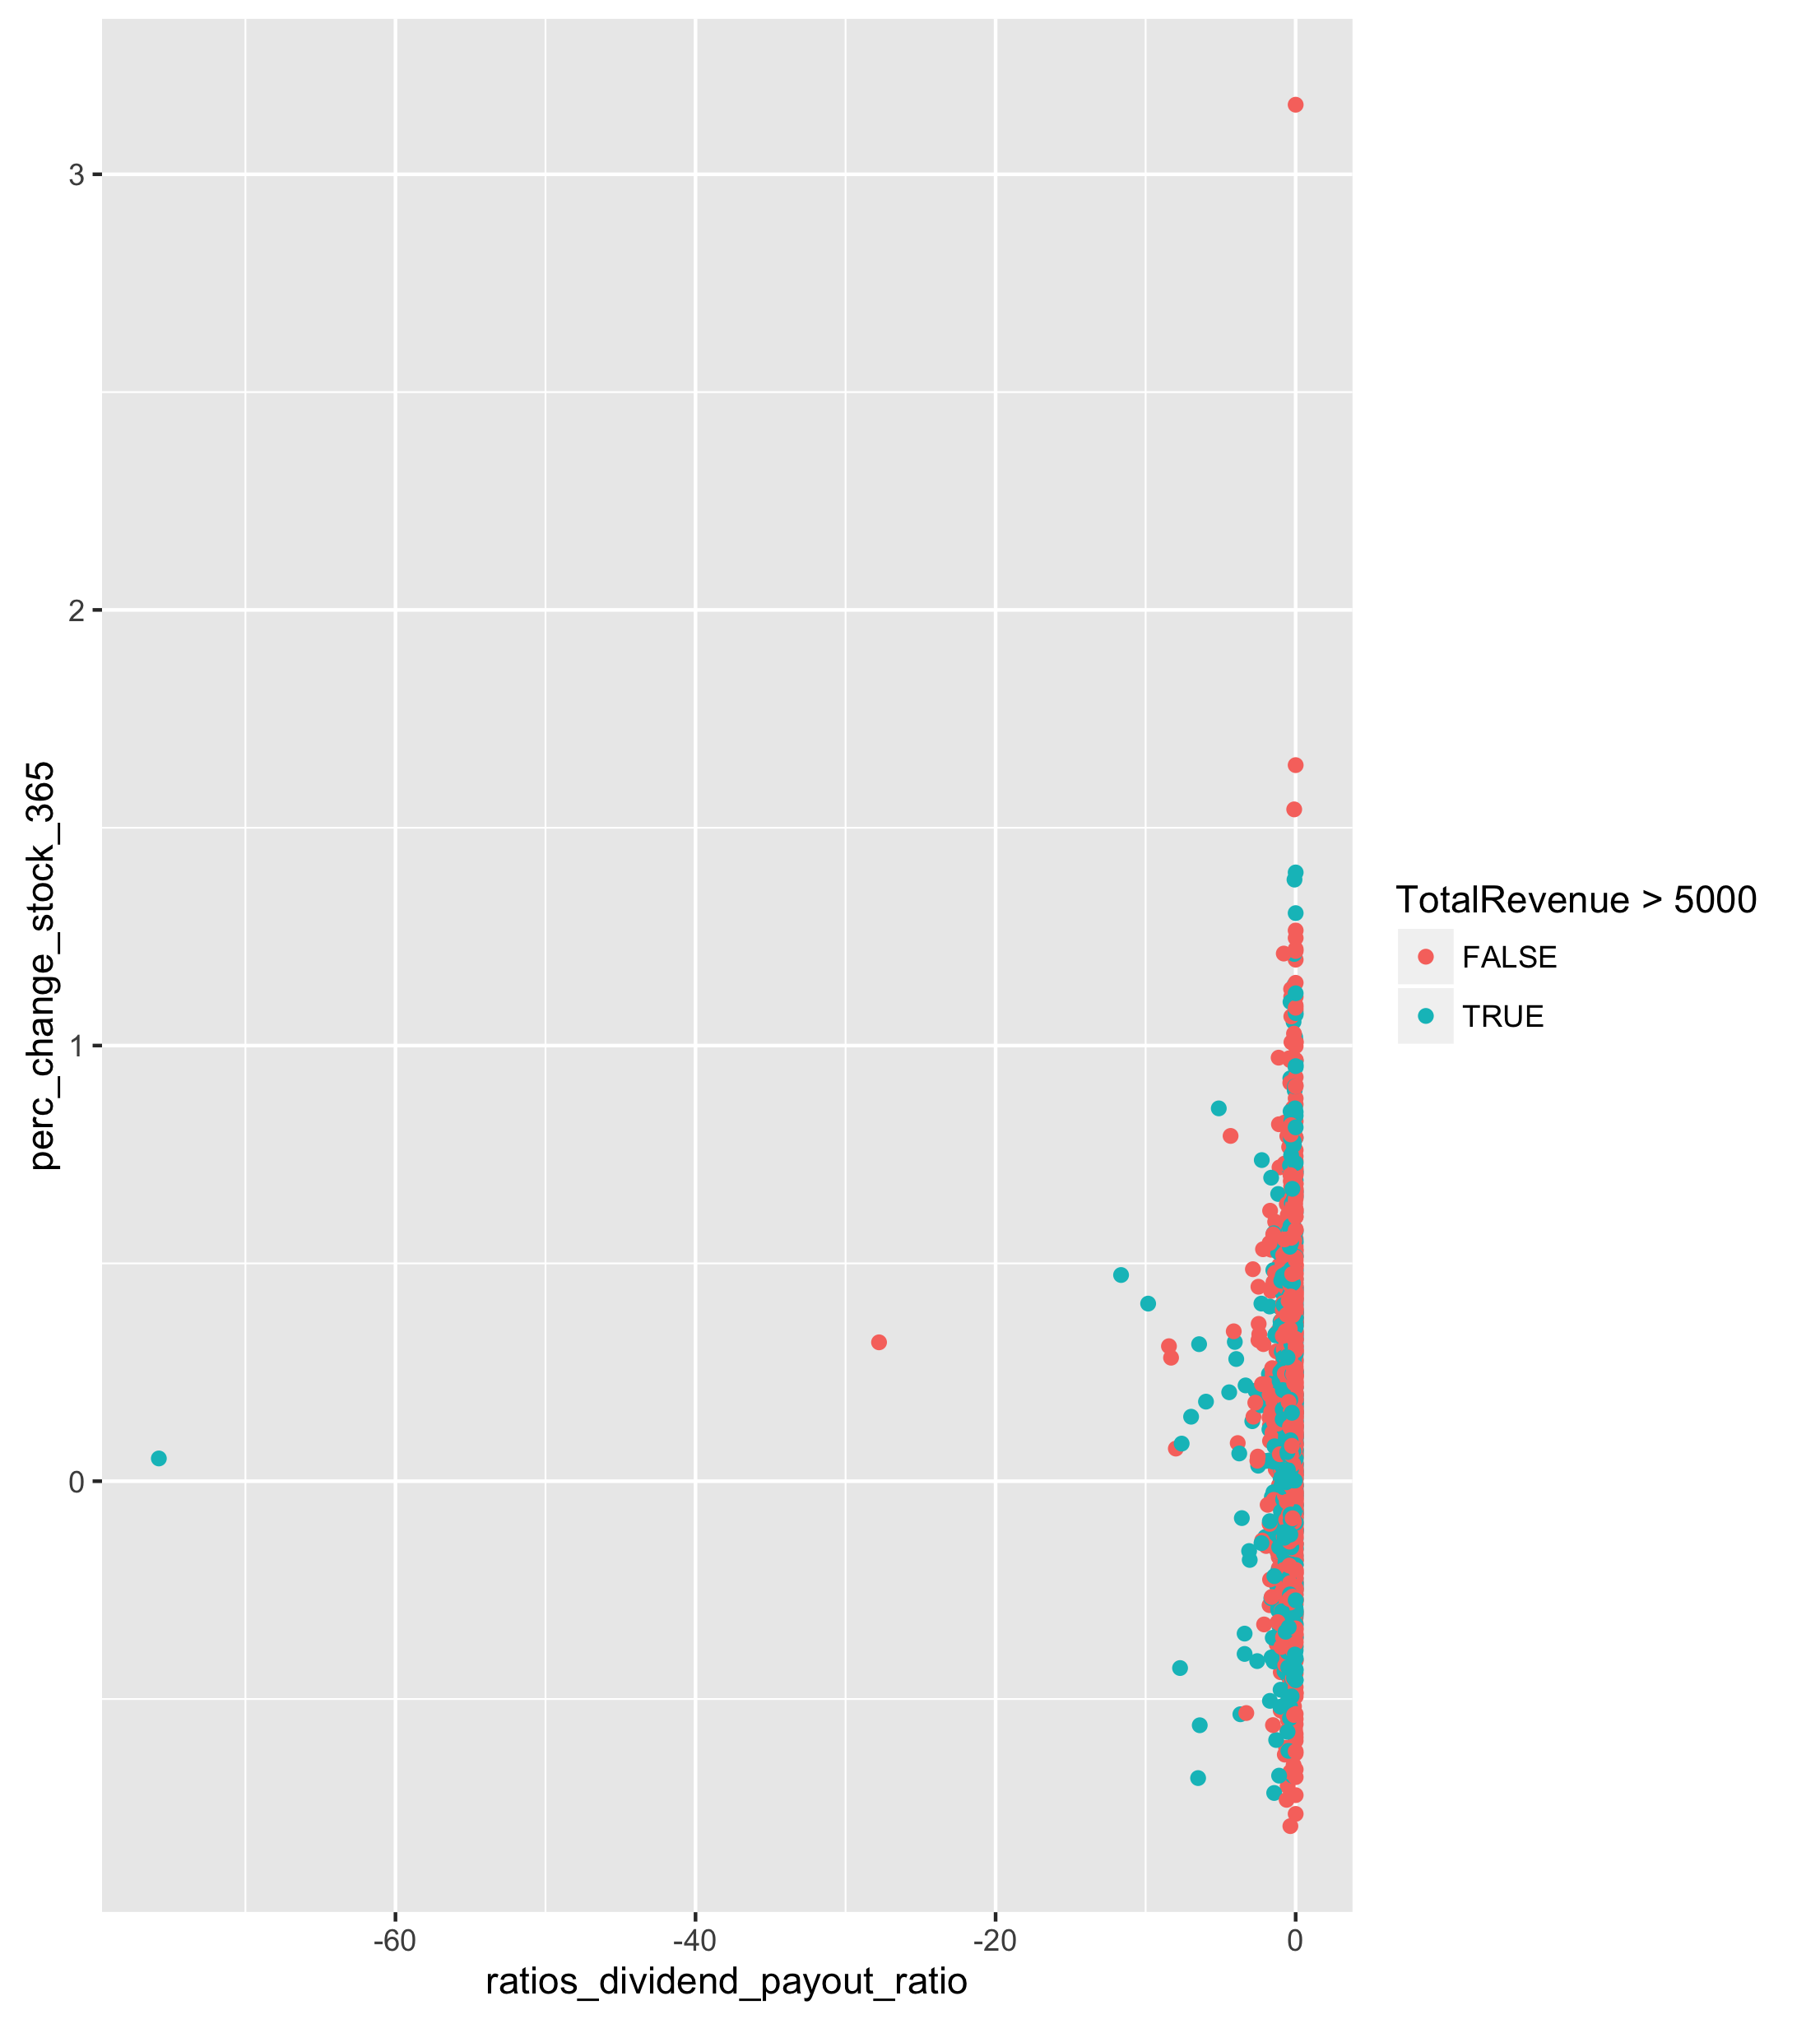 3
2
1
0
perc_change_stock_365
-60
-40
-20
0
ratios_dividend_payout_ratio
TotalRevenue > 5000
FALSE
TRUE